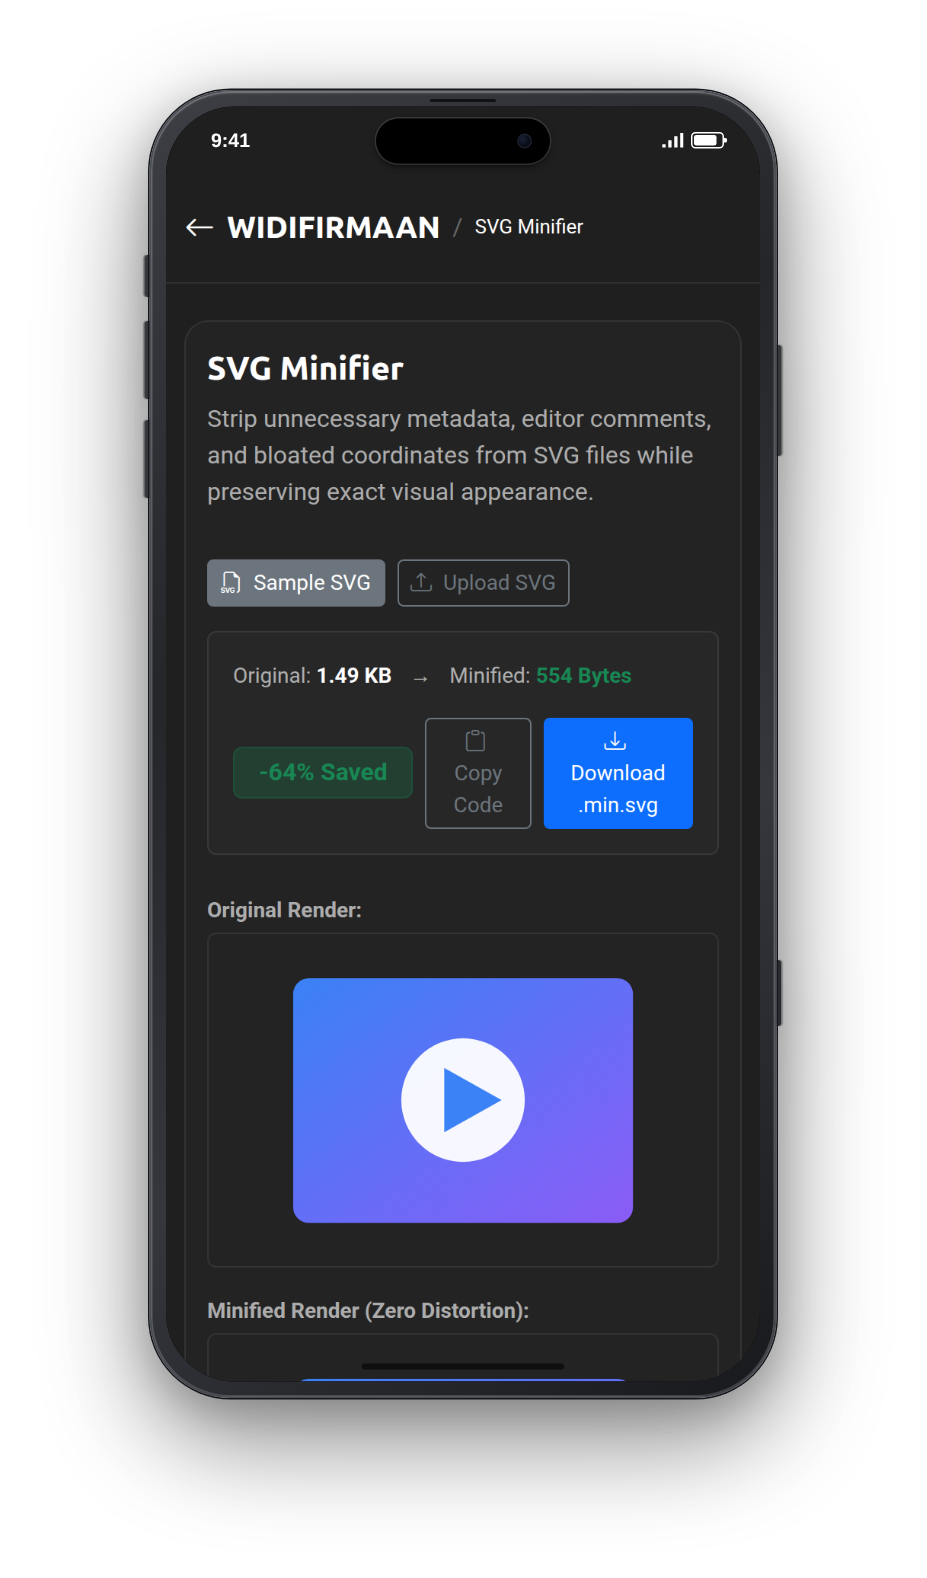 9:41
WIDIFIRMAAN / SVG Minifier
SVG Minifier
Strip unnecessary metadata, editor comments,
and bloated coordinates from SVG files while
preserving exact visual appearance.
SVG Sample SVG Upload SVG
Original: 1.49 KB → Minified: 554 Bytes
-64% Saved
Copy
Code
Download
.min.svg
Original Render:
Minified Render (Zero Distortion):